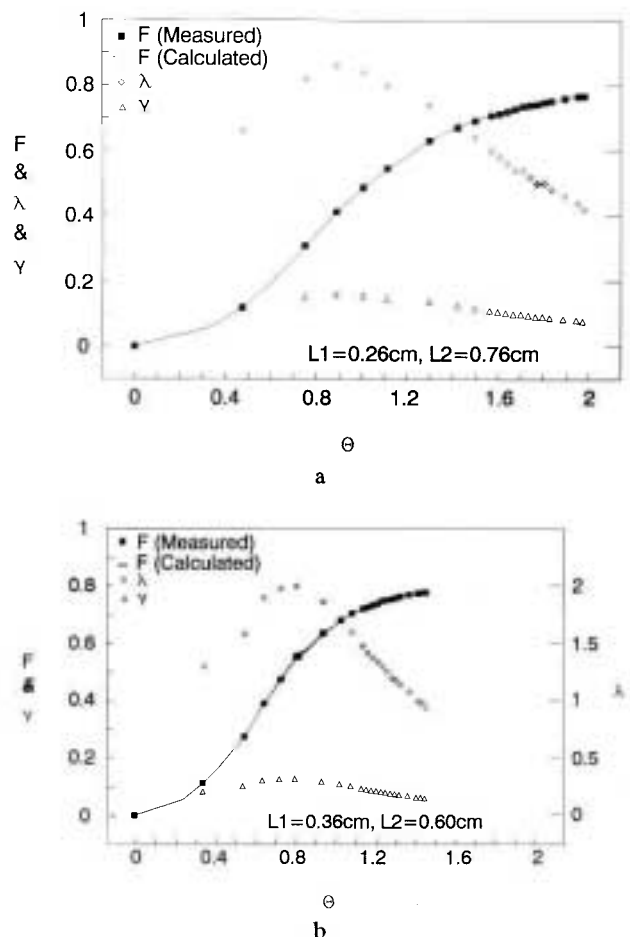 1
F (Measured)
F (Calculated)
λ
γ
0.8
0.6
0.4
0.2
0
F
&
λ
&
γ
L1=0.26cm, L2=0.76cm
0 0.4 0.8 1.2 1.6 2
Θ
a
1
F (Measured)
F (Calculated)
λ
γ
0.8
0.6
0.4
0.2
0
F
&
γ
2
1.5
1
0.5
0
λ
L1=0.36cm, L2=0.60cm
0 0.4 0.8 1.2 1.6 2
Θ
b